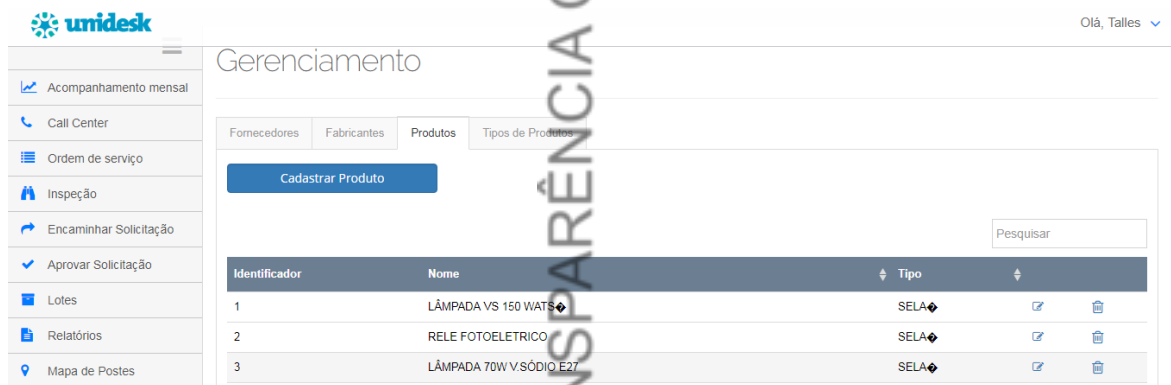 unidesk
Olá, Talles
Gerenciamento
Acompanhamento mensal
Call Center
Ordem de serviço
Inspeção
Encaminhar Solicitação
Aprovar Solicitação
Lotes
Relatórios
Mapa de Postes
Fornecedores Fabricantes Produtos Tipos de Produtos
Cadastrar Produto
Pesquisar
Identificador Nome Tipo
1 LÂMPADA VS 150 WATS� SELA�
2 RELE FOTOELETRICO SELA�
3 LÂMPADA 70W V.SÓDIO E27 SELA�